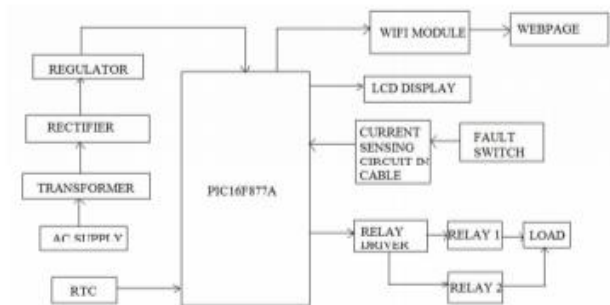 WIFI MODULE
WEBPAGE
REGULATOR
LCD DISPLAY
RECTIFIER
CURRENT
SENSING
CIRCUIT IN
CABLE
FAULT
SWITCH
TRANSFORMER
PIC16F877A
AC SUPPLY
RELAY
DRIVER
RELAY 1
LOAD
RTC
RELAY 2